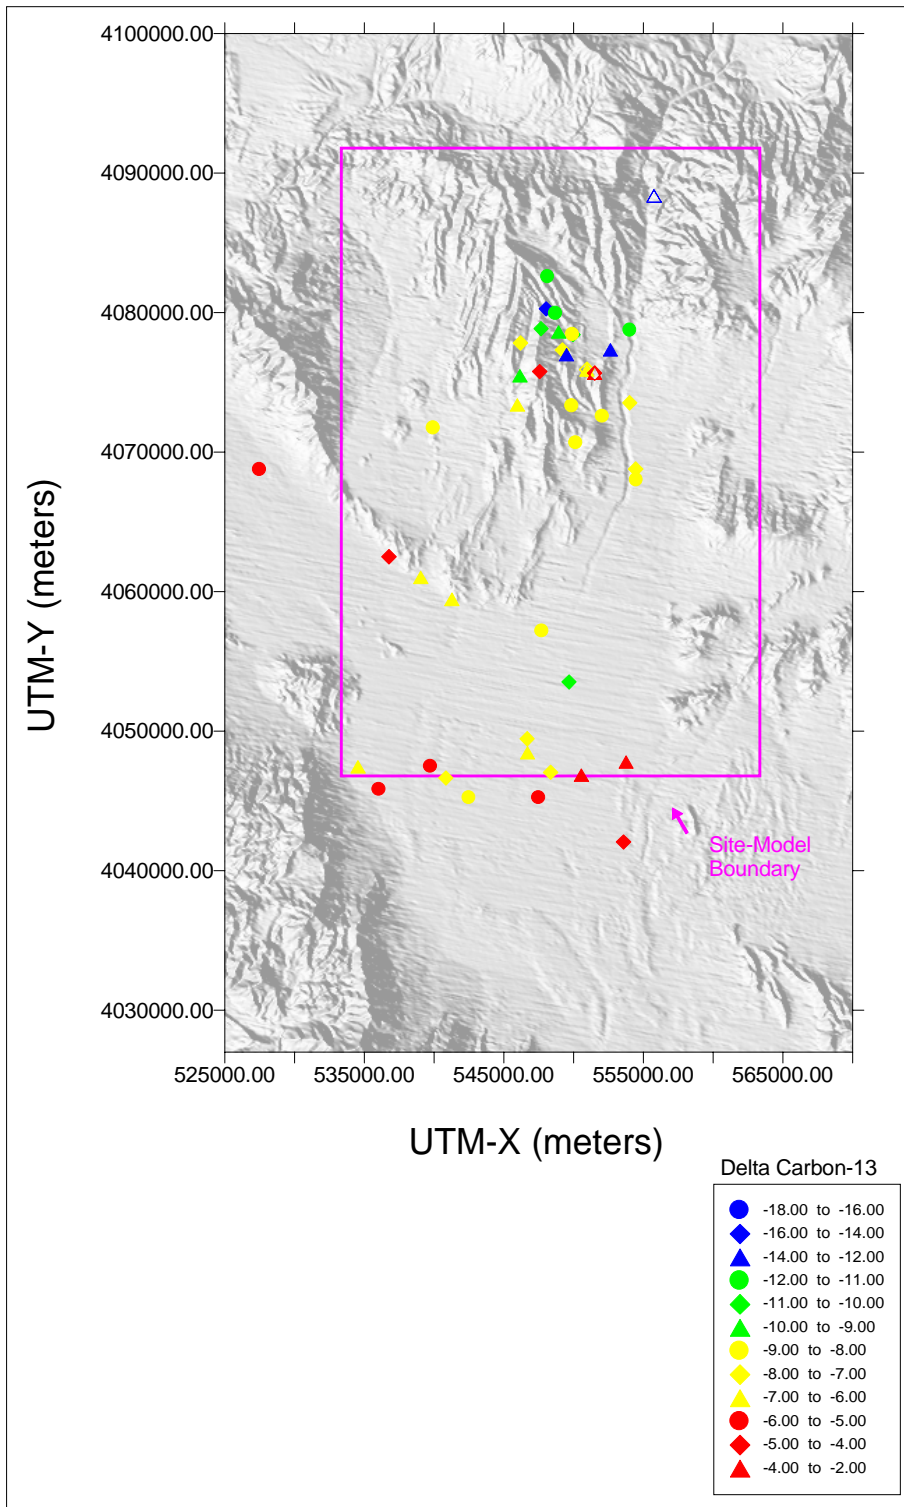 4100000.00
4090000.00
4080000.00
4070000.00
4060000.00
4050000.00
4040000.00
4030000.00
UTM-Y (meters)
Site-Model
Boundary
525000.00 535000.00 545000.00 555000.00 565000.00
UTM-X (meters)
Delta Carbon-13
-18.00 to -16.00
-16.00 to -14.00
-14.00 to -12.00
-12.00 to -11.00
-11.00 to -10.00
-10.00 to -9.00
-9.00 to -8.00
-8.00 to -7.00
-7.00 to -6.00
-6.00 to -5.00
-5.00 to -4.00
-4.00 to -2.00